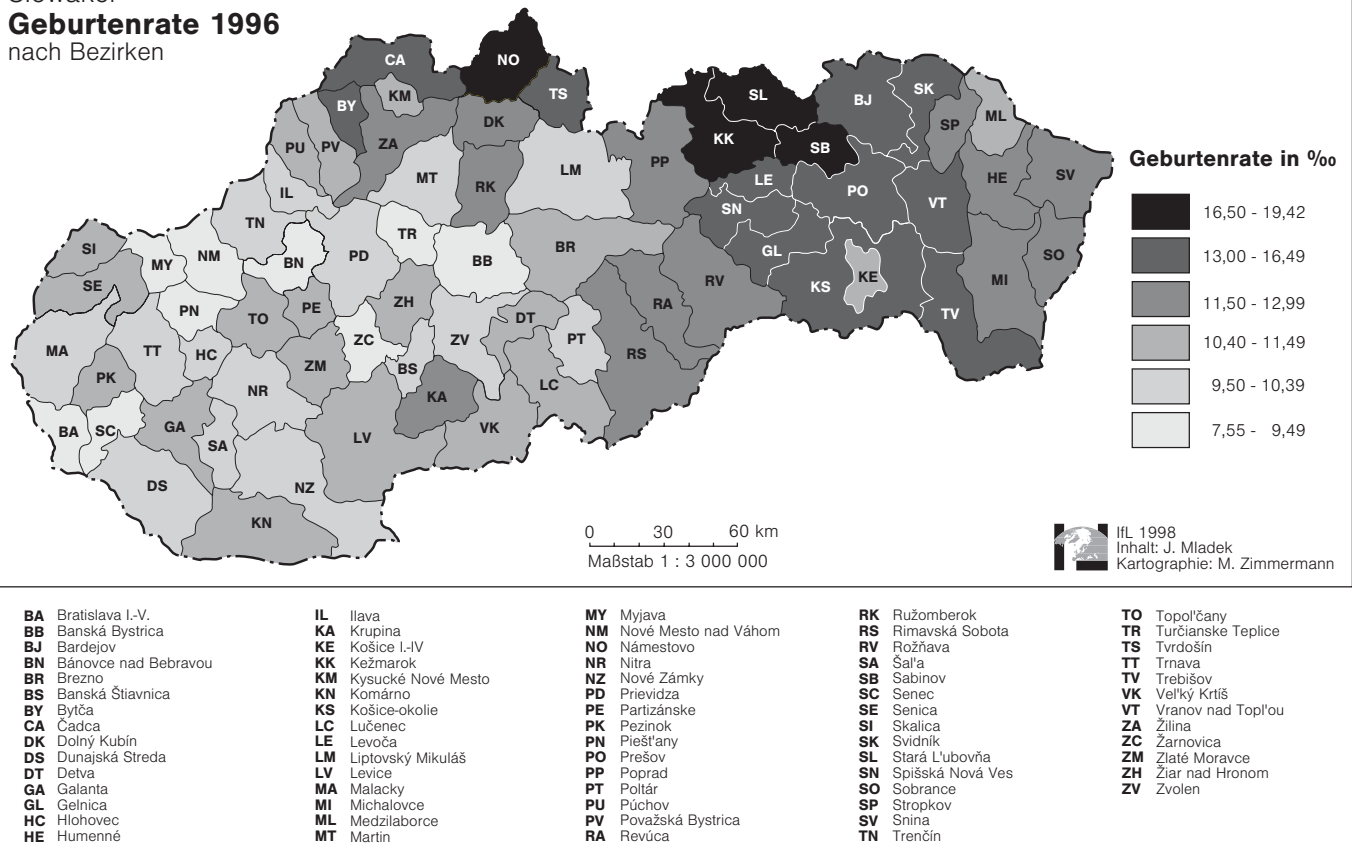 Geburtenrate 1996
nach Bezirken
CA
NO
KM
BY
TS
SL
BJ
SK
ML
SP
DK
ZA
KK
SB
PU
PV
PP
MT
RK
LM
LE
PO
HE
SV
IL
VT
SN
TN
TR
BR
SI
MY
NM
BN
PD
BB
GL
SO
SE
KE
KS
MI
RV
PN
TO
PE
ZH
RA
DT
TV
MA
TT
HC
ZC
ZV
PT
RS
PK
ZM
BS
NR
KA
LC
BA
SC
GA
SA
LV
VK
DS
NZ
KN
Geburtenrate in ‰
16,50 - 19,42
13,00 - 16,49
11,50 - 12,99
10,40 - 11,49
9,50 - 10,39
7,55 - 9,49
0 30 60 km
Maßstab 1 : 3 000 000
IfL 1998
Inhalt: J. Mladek
Kartographie: M. Zimmermann
BA Bratislava I.-V.
BB Banská Bystrica
BJ Bardejov
BN Bánovce nad Bebravou
BR Brezno
BS Banská Štiavnica
BY Bytča
CA Čadca
DK Dolný Kubín
DS Dunajská Streda
DT Detva
GA Galanta
GL Gelnica
HC Hlohovec
HE Humenné
IL Ilava
KA Krupina
KE Košice I.-IV
KK Kežmarok
KM Kysucké Nové Mesto
KN Komárno
KS Košice-okolie
LC Lučenec
LE Levoča
LM Liptovský Mikuláš
LV Levice
MA Malacky
MI Michalovce
ML Medzilaborce
MT Martin
MY Myjava
NM Nové Mesto nad Váhom
NO Námestovo
NR Nitra
NZ Nové Zámky
PD Prievidza
PE Partizánske
PK Pezinok
PN Piešt'any
PO Prešov
PP Poprad
PT Poltár
PU Púchov
PV Považská Bystrica
RA Revúca
RK Ružomberok
RS Rimavská Sobota
RV Rožňava
SA Šal'a
SB Sabinov
SC Senec
SE Senica
SI Skalica
SK Svidník
SL Stará L'ubovňa
SN Spišská Nová Ves
SO Sobrance
SP Stropkov
SV Snina
TN Trenčín
TO Topol'čany
TR Turčianske Teplice
TS Tvrdošín
TT Trnava
TV Trebišov
VK Vel'ký Krtíš
VT Vranov nad Topl'ou
ZA Žilina
ZC Žarnovica
ZM Zlaté Moravce
ZH Žiar nad Hronom
ZV Zvolen